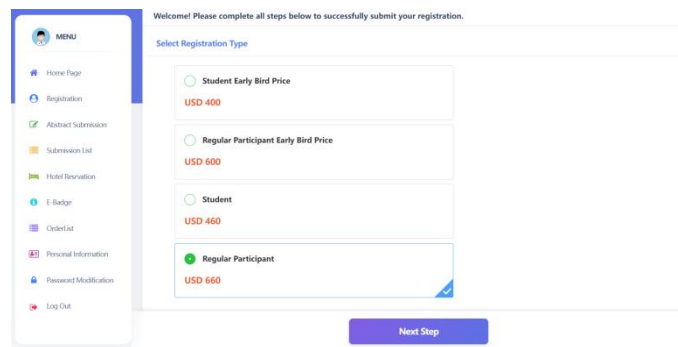 Welcome! Please complete all steps below to successfully submit your registration.
MENU
Home Page
Registration
Abstract Submission
Submission List
Hotel Resrvation
E-Badge
OrderList
Personal Information
Password Modification
Log Out
Select Registration Type
Student Early Bird Price
USD 400
Regular Participant Early Bird Price
USD 600
Student
USD 460
Regular Participant
USD 660
Next Step